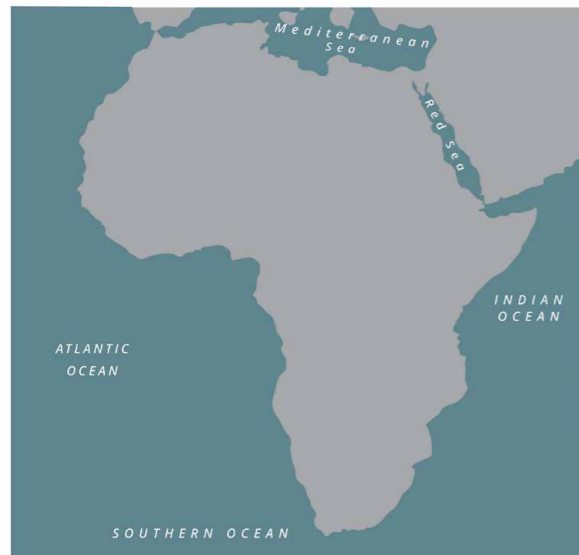 Mediterranean
Sea
Red Sea
INDIAN
OCEAN
ATLANTIC
OCEAN
SOUTHERN OCEAN